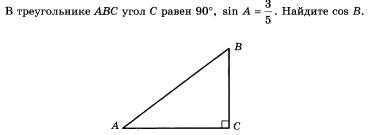 В треугольнике ABC угол C равен 90°, sin A = 3/5. Найдите cos B.
B
A
C